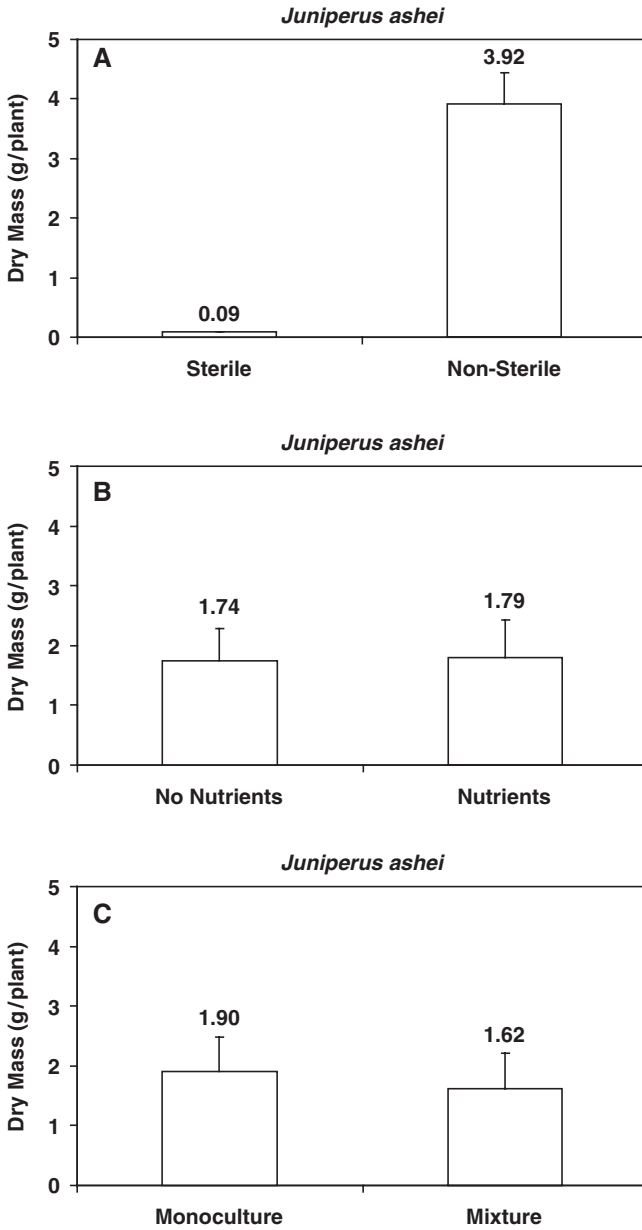 Juniperus ashei
A
5
4
3
2
1
0
Dry Mass (g/plant)
0.09
3.92
Sterile
Non-Sterile
Juniperus ashei
B
5
4
3
2
1
0
Dry Mass (g/plant)
1.74
1.79
No Nutrients
Nutrients
Juniperus ashei
C
5
4
3
2
1
0
Dry Mass (g/plant)
1.90
1.62
Monoculture
Mixture